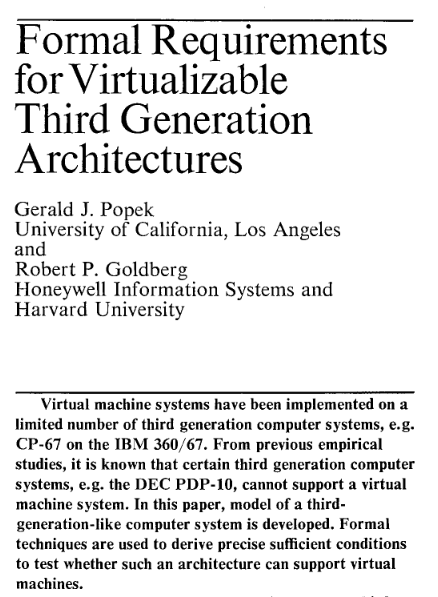 Formal Requirements
for Virtualizable
Third Generation
Architectures
Gerald J. Popek
University of California, Los Angeles
and
Robert P. Goldberg
Honeywell Information Systems and
Harvard University
Virtual machine systems have been implemented on a
limited number of third generation computer systems, e.g.
CP-67 on the IBM 360/67. From previous empirical
studies, it is known that certain third generation computer
systems, e.g. the DEC PDP-10, cannot support a virtual
machine system. In this paper, model of a third-
generation-like computer system is developed. Formal
techniques are used to derive precise sufficient conditions
to test whether such an architecture can support virtual
machines.